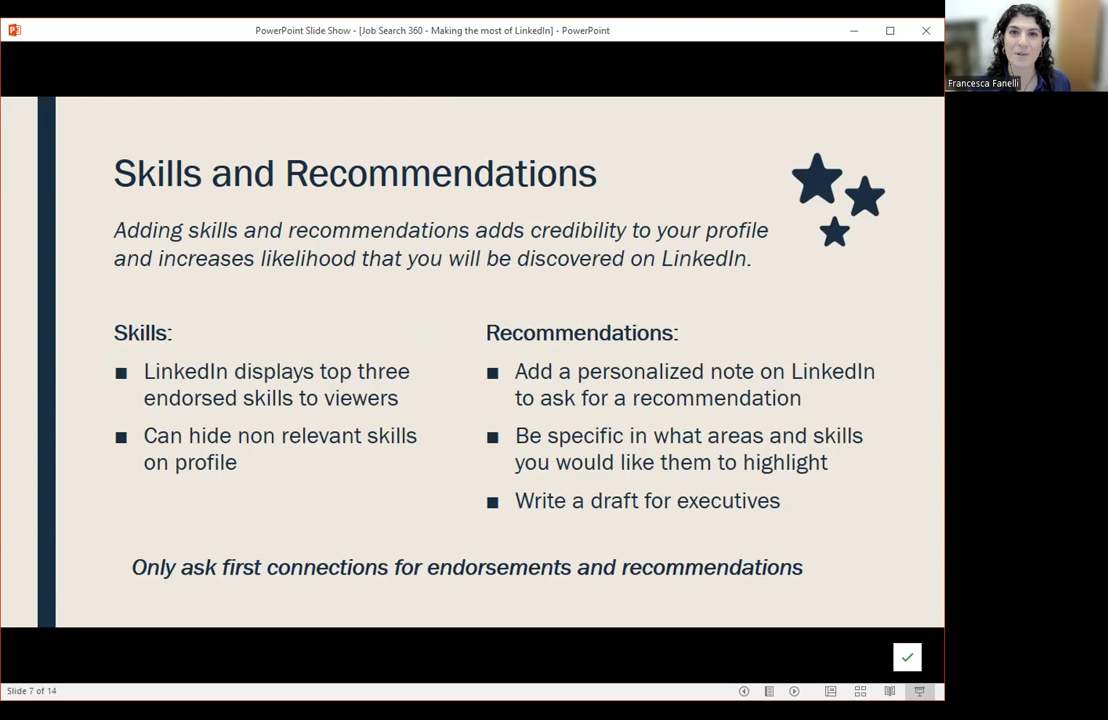 PowerPoint Slide Show - [Job Search 360 - Making the most of LinkedIn] - PowerPoint
Francesca Fanelli
Skills and Recommendations
Adding skills and recommendations adds credibility to your profile
and increases likelihood that you will be discovered on LinkedIn.
Skills:
■ LinkedIn displays top three
endorsed skills to viewers
■ Can hide non relevant skills
on profile
Recommendations:
■ Add a personalized note on LinkedIn
to ask for a recommendation
■ Be specific in what areas and skills
you would like them to highlight
■ Write a draft for executives
Only ask first connections for endorsements and recommendations
Slide 7 of 14